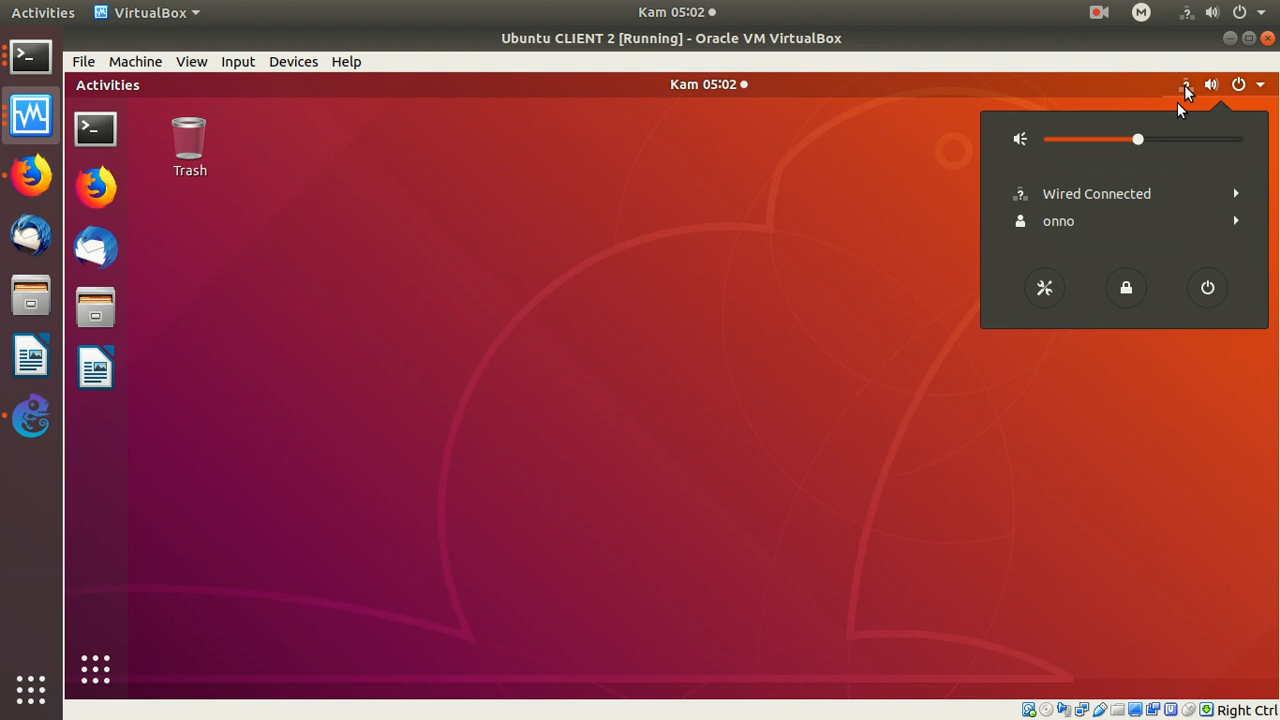 Activities
VirtualBox
Kam 05:02
M
Ubuntu CLIENT 2 [Running] - Oracle VM VirtualBox
File Machine View Input Devices Help
Activities
Kam 05:02
Trash
Wired Connected
onno
Right Ctrl